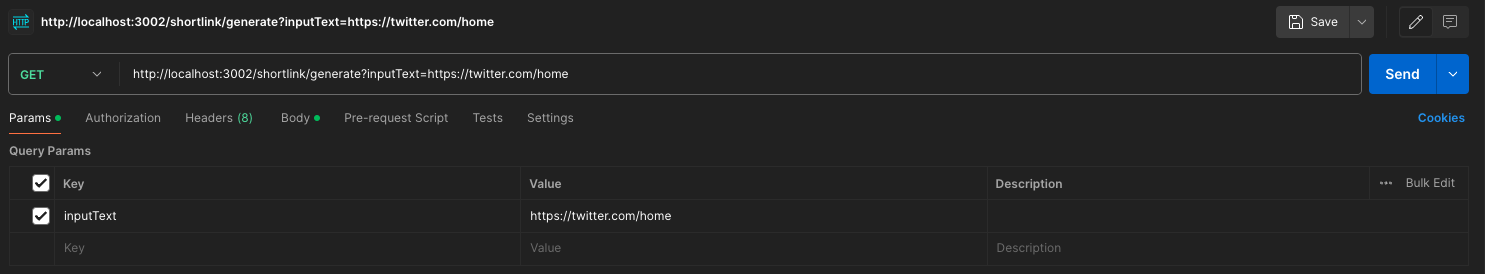 HTTP http://localhost:3002/shortlink/generate?inputText=https://twitter.com/home Save
GET http://localhost:3002/shortlink/generate?inputText=https://twitter.com/home Send
Params Authorization Headers (8) Body Pre-request Script Tests Settings Cookies
Query Params
Key Value Description ··· Bulk Edit
inputText https://twitter.com/home
Key Value Description